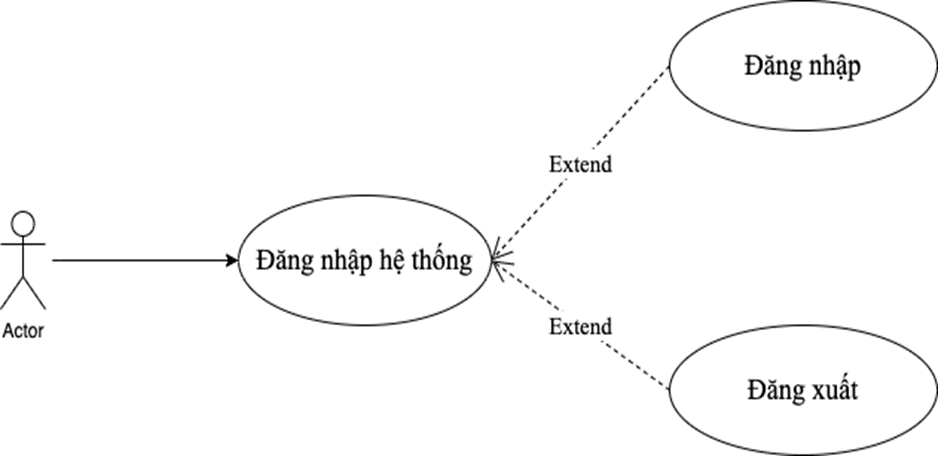 Đăng nhập
Extend
Đăng nhập hệ thống
Actor
Extend
Đăng xuất